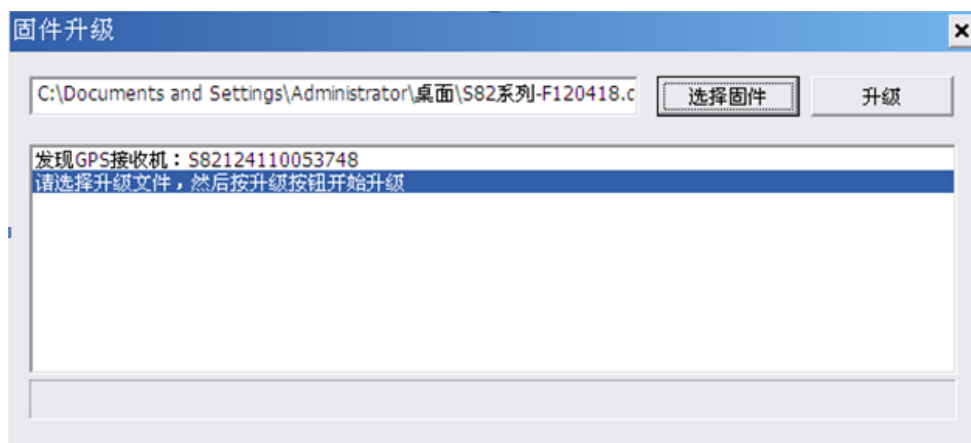 固件升级
C:\Documents and Settings\Administrator\桌面\S82系列-F120418.c
选择固件
升级
发现GPS接收机：S82124110053748
请选择升级文件，然后按升级按钮开始升级